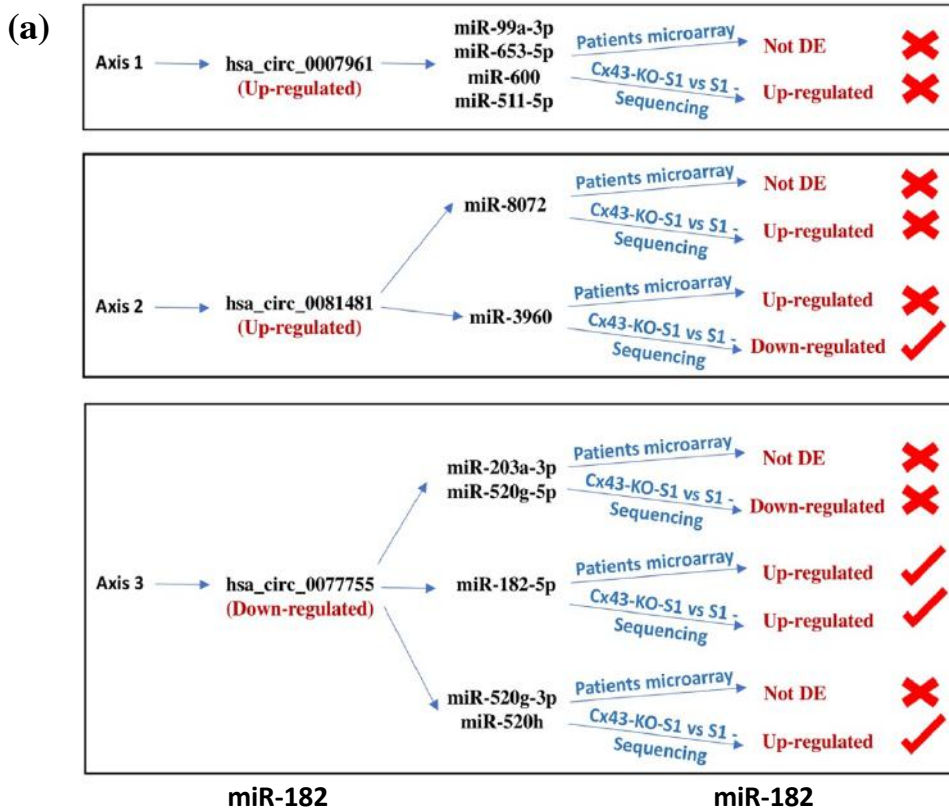 (a)
Axis 1
hsa_circ_0007961
(Up-regulated)
miR-99a-3p
miR-653-5p
miR-600
miR-511-5p
Patients microarray
Cx43-KO-S1 vs S1 -
Sequencing
Not DE
Up-regulated
Axis 2
hsa_circ_0081481
(Up-regulated)
miR-8072
Patients microarray
Cx43-KO-S1 vs S1 -
Sequencing
Not DE
Up-regulated
miR-3960
Patients microarray
Cx43-KO-S1 vs S1 -
Sequencing
Up-regulated
Down-regulated
Axis 3
hsa_circ_0077755
(Down-regulated)
miR-203a-3p
miR-520g-5p
Patients microarray
Cx43-KO-S1 vs S1 -
Sequencing
Not DE
Down-regulated
miR-182-5p
Patients microarray
Cx43-KO-S1 vs S1 -
Sequencing
Up-regulated
Up-regulated
miR-520g-3p
miR-520h
Patients microarray
Cx43-KO-S1 vs S1 -
Sequencing
Not DE
Up-regulated
miR-182
miR-182